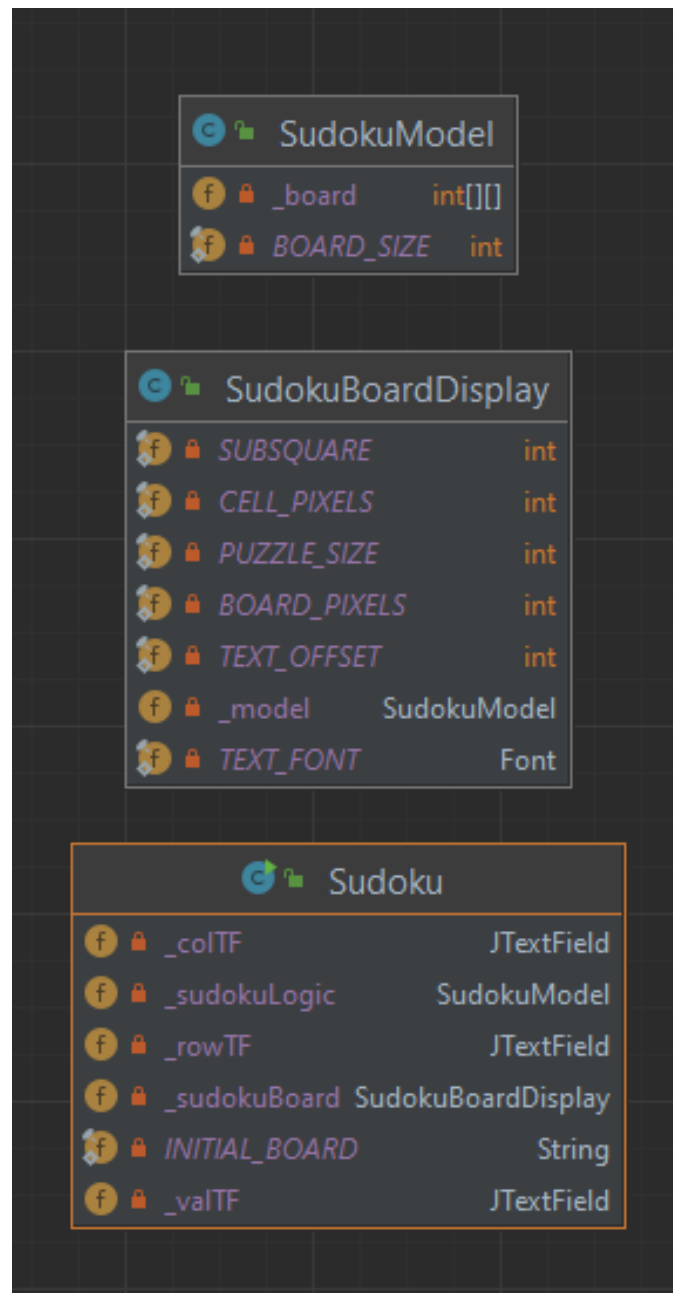 SudokuModel
_board int[][]
BOARD_SIZE int
SudokuBoardDisplay
SUBSQUARE int
CELL_PIXELS int
PUZZLE_SIZE int
BOARD_PIXELS int
TEXT_OFFSET int
_model SudokuModel
TEXT_FONT Font
Sudoku
_colTF JTextField
_sudokuLogic SudokuModel
_rowTF JTextField
_sudokuBoard SudokuBoardDisplay
INITIAL_BOARD String
_valTF JTextField